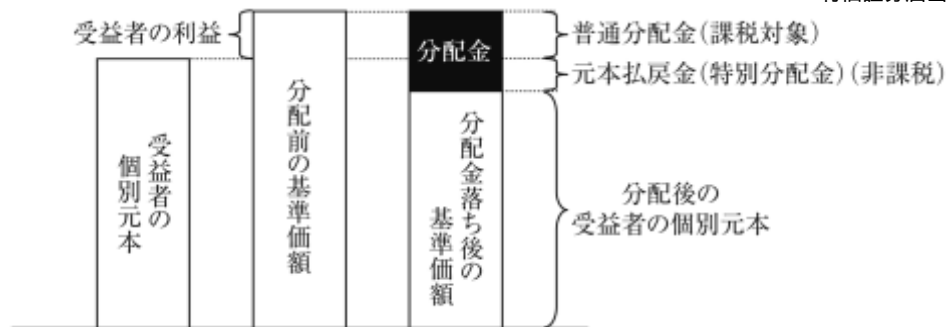 受益者の利益
分配金
普通分配金(課税対象)
元本払戻金(特別分配金)(非課税)
受益者の
個別元本
分配前の基準価額
分配金落ち後の
基準価額
分配後の
受益者の個別元本